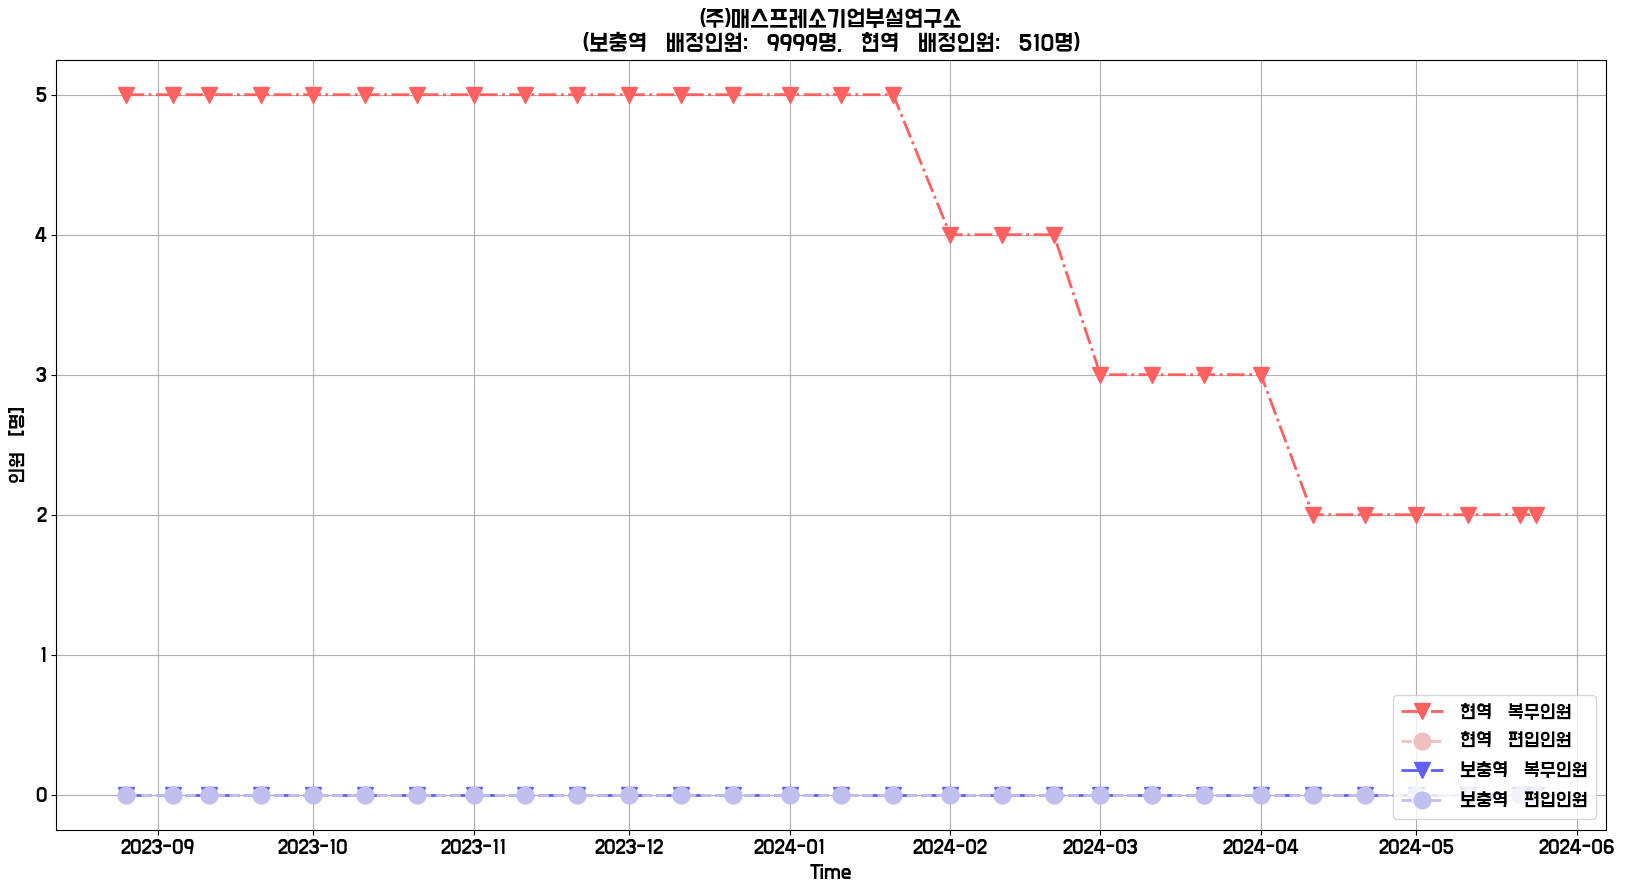 (주)매스프레소기업부설연구소
(보충역 배정인원: 9999명, 현역 배정인원: 510명)
5
4
3
2
1
0
인원 [명]
2023-09 2023-10 2023-11 2023-12 2024-01 2024-02 2024-03 2024-04 2024-05 2024-06
Time
현역 복무인원
현역 편입인원
보충역 복무인원
보충역 편입인원